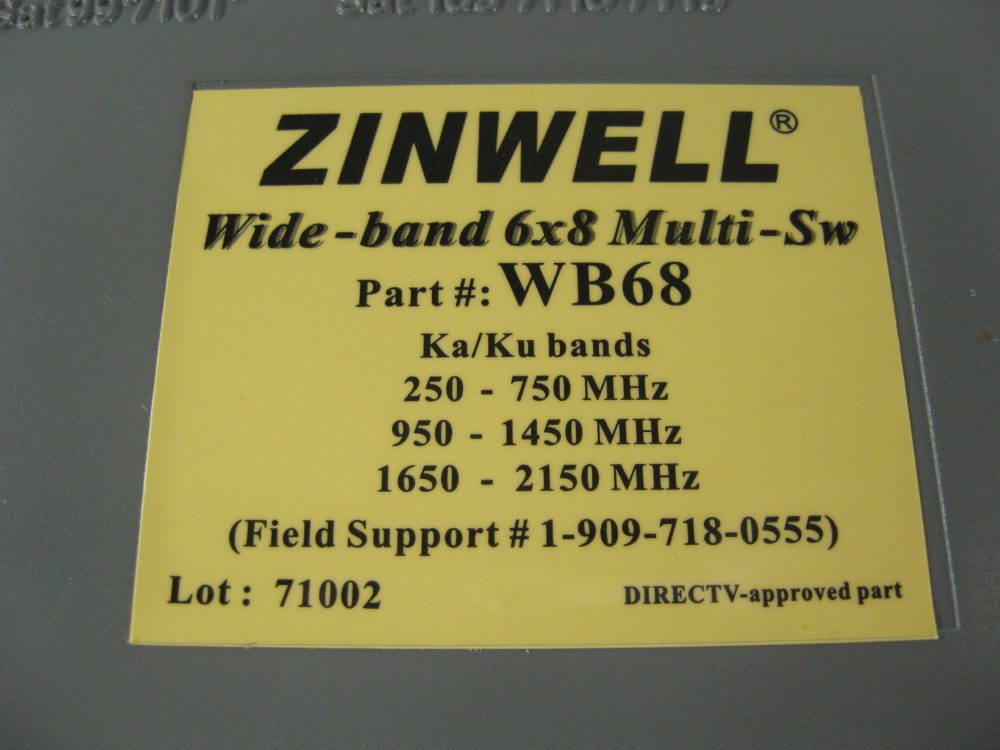 ZINWELL®
Wide-band 6x8 Multi-Sw
Part #: WB68
Ka/Ku bands
250 - 750 MHz
950 - 1450 MHz
1650 - 2150 MHz
(Field Support # 1-909-718-0555)
Lot: 71002
DIRECTV-approved part